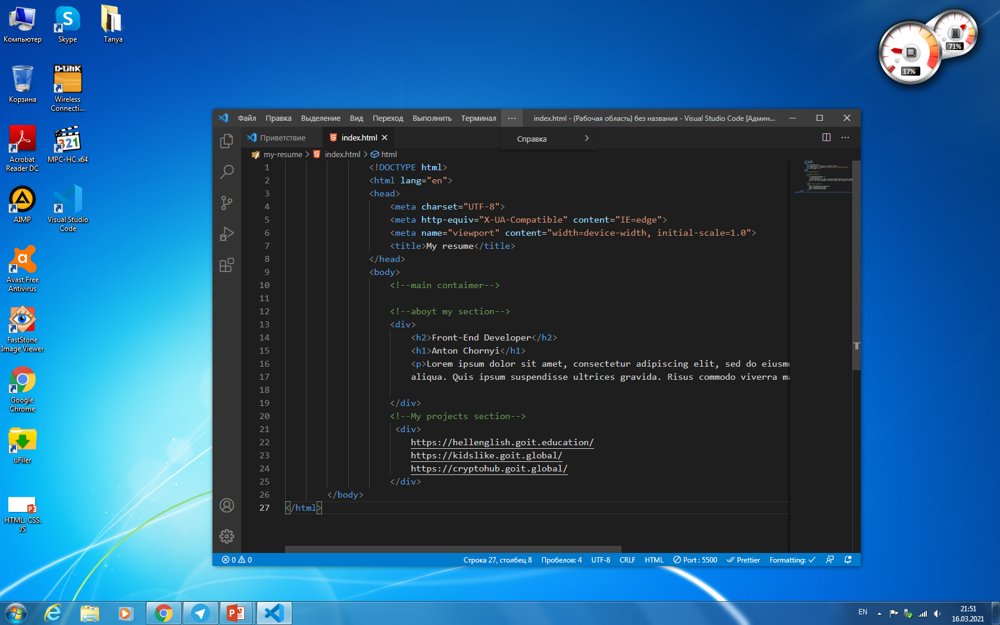 Компьютер
Skype
Tanya
Корзина
D-Link
Wireless
Connecti...
Acrobat
Reader DC
321
MPC-HC x64
AIMP
Visual Studio
Code
Avast Free
Antivirus
FastStone
Image Viewer
Google
Chrome
uFiler
HTML. CSS.
JS
71%
17%
Файл Правка Выделение Вид Переход Выполнить Терминал ··· index.html - (Рабочая область) без названия - Visual Studio Code [Админ...
Приветствие index.html
Справка
my-resume > index.html > html
1 <!DOCTYPE html>
2 <html lang="en">
3 <head>
4 <meta charset="UTF-8">
5 <meta http-equiv="X-UA-Compatible" content="IE=edge">
6 <meta name="viewport" content="width=device-width, initial-scale=1.0">
7 <title>My resume</title>
8 </head>
9 <body>
10 <!--main contaimer-->
11
12 <!--aboyt my section-->
13 <div>
14 <h2>Front-End Developer</h2>
15 <h1>Anton Chornyi</h1>
16 <p>Lorem ipsum dolor sit amet, consectetur adipiscing elit, sed do eiusmo
17 aliqua. Quis ipsum suspendisse ultrices gravida. Risus commodo viverra ma
18
19 </div>
20 <!--My projects section-->
21 <div>
22 https://hellenglish.goit.education/
23 https://kidslike.goit.global/
24 https://cryptohub.goit.global/
25 </div>
26 </body>
27 </html>
0 0 Строка 27, столбец 8 Пробелов: 4 UTF-8 CRLF HTML Port : 5500 Prettier Formatting:
EN
21:51
16.03.2021